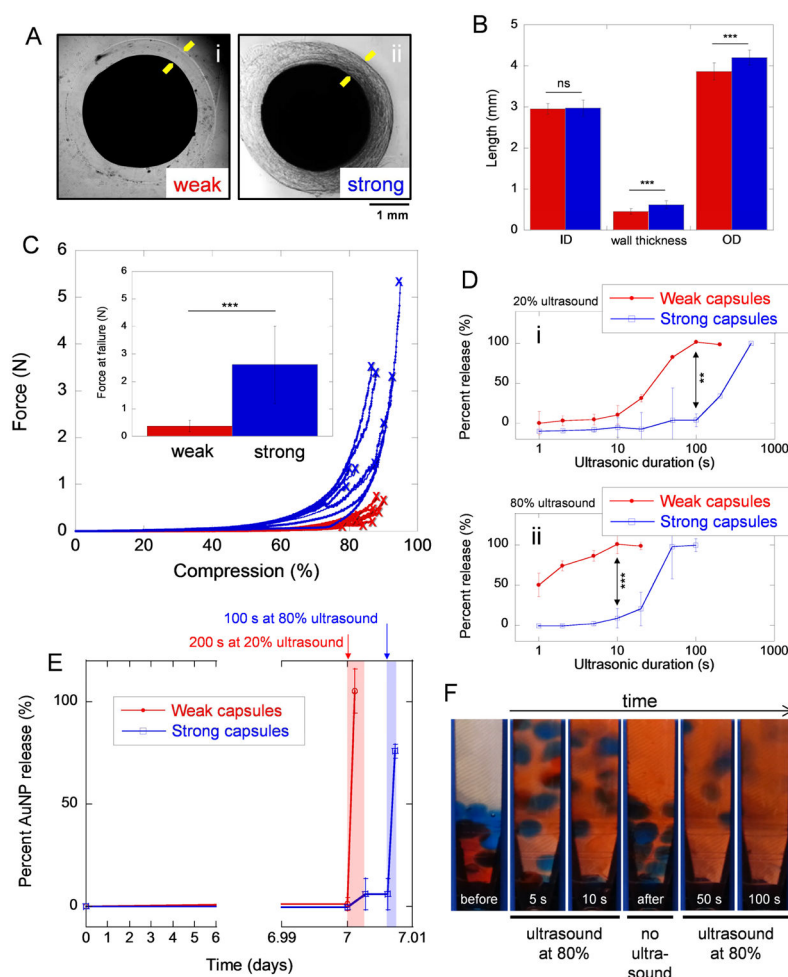 A
i
ii
weak
strong
1 mm
B
Length (mm)
5
4
3
2
1
0
ns
***
***
ID
wall thickness
OD
C
Force (N)
6
5
4
3
2
1
0
0 20 40 60 80 100
Compression (%)
Force at failure (N)
6
5
4
3
2
1
0
***
weak
strong
D
20% ultrasound
Weak capsules
Strong capsules
i
Percent release (%)
100
50
0
**
1 10 100 1000
Ultrasonic duration (s)
80% ultrasound
Weak capsules
Strong capsules
ii
Percent release (%)
100
50
0
***
1 10 100 1000
Ultrasonic duration (s)
100 s at 80% ultrasound
200 s at 20% ultrasound
E
Weak capsules
Strong capsules
Percent AuNP release (%)
100
50
0
0 1 2 3 4 5 6 6.99 7 7.01
Time (days)
F
time
before
5 s
10 s
after
50 s
100 s
ultrasound
at 80%
no
ultra-
sound
ultrasound
at 80%